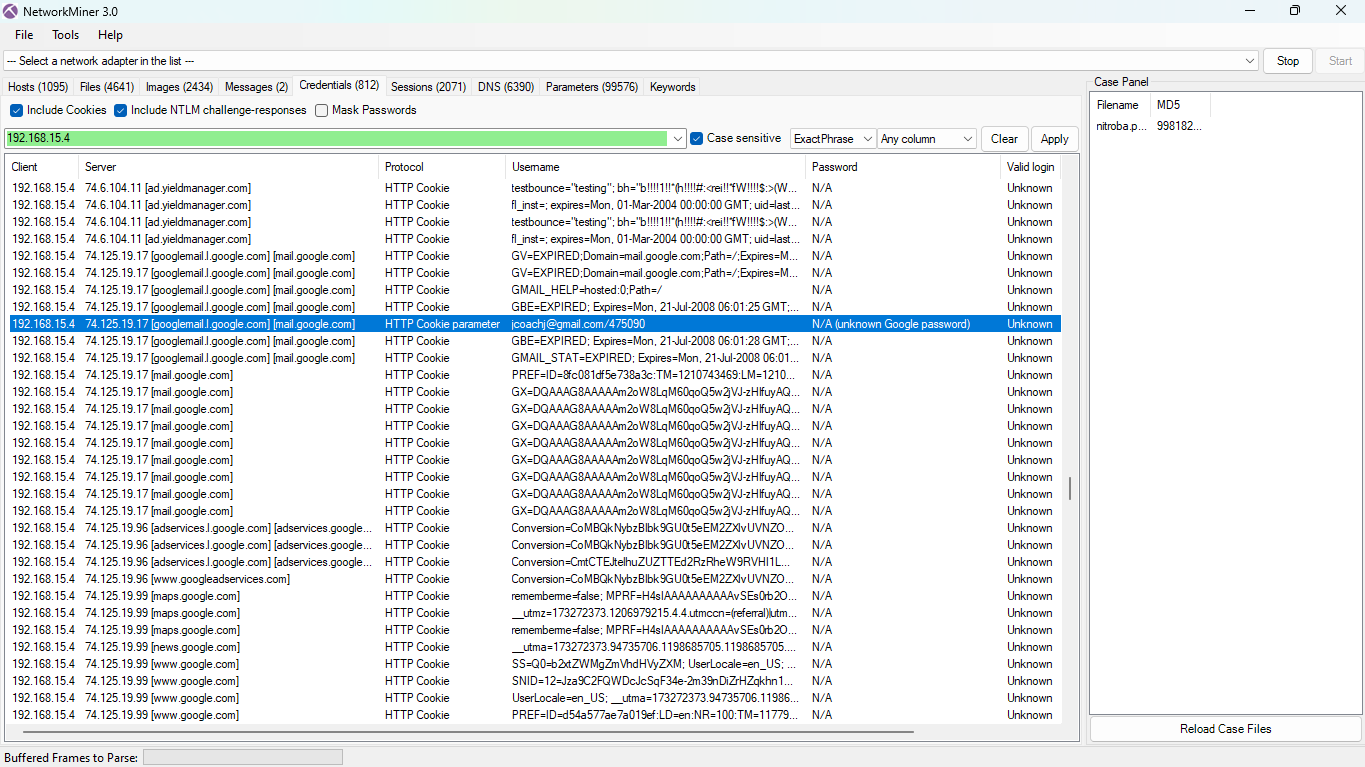 NetworkMiner 3.0
File Tools Help
--- Select a network adapter in the list ---
Stop Start
Hosts (1095) Files (4641) Images (2434) Messages (2) Credentials (812) Sessions (2071) DNS (6390) Parameters (99576) Keywords
Include Cookies Include NTLM challenge-responses Mask Passwords
192.168.15.4 Case sensitive ExactPhrase Any column Clear Apply
Client Server Protocol Username Password Valid login
192.168.15.4 74.6.104.11 [ad.yieldmanager.com] HTTP Cookie testbounce="testing"; bh="b!!!!1!!*(h!!!!#:<rei!!*fW!!!!$:>(W... N/A Unknown
192.168.15.4 74.6.104.11 [ad.yieldmanager.com] HTTP Cookie fl_inst=; expires=Mon, 01-Mar-2004 00:00:00 GMT; uid=last... N/A Unknown
192.168.15.4 74.6.104.11 [ad.yieldmanager.com] HTTP Cookie testbounce="testing"; bh="b!!!!1!!*(h!!!!#:<rei!!*fW!!!!$:>(W... N/A Unknown
192.168.15.4 74.6.104.11 [ad.yieldmanager.com] HTTP Cookie fl_inst=; expires=Mon, 01-Mar-2004 00:00:00 GMT; uid=last... N/A Unknown
192.168.15.4 74.125.19.17 [googlemail.l.google.com] [mail.google.com] HTTP Cookie GV=EXPIRED;Domain=mail.google.com;Path=/;Expires=M... N/A Unknown
192.168.15.4 74.125.19.17 [googlemail.l.google.com] [mail.google.com] HTTP Cookie GV=EXPIRED;Domain=mail.google.com;Path=/;Expires=M... N/A Unknown
192.168.15.4 74.125.19.17 [googlemail.l.google.com] [mail.google.com] HTTP Cookie GMAIL_HELP=hosted:0;Path=/ N/A Unknown
192.168.15.4 74.125.19.17 [googlemail.l.google.com] [mail.google.com] HTTP Cookie GBE=EXPIRED; Expires=Mon, 21-Jul-2008 06:01:25 GMT;... N/A Unknown
192.168.15.4 74.125.19.17 [googlemail.l.google.com] [mail.google.com] HTTP Cookie parameter jcoachj@gmail.com/475090 N/A (unknown Google password) Unknown
192.168.15.4 74.125.19.17 [googlemail.l.google.com] [mail.google.com] HTTP Cookie GBE=EXPIRED; Expires=Mon, 21-Jul-2008 06:01:28 GMT;... N/A Unknown
192.168.15.4 74.125.19.17 [googlemail.l.google.com] [mail.google.com] HTTP Cookie GMAIL_STAT=EXPIRED; Expires=Mon, 21-Jul-2008 06:01... N/A Unknown
192.168.15.4 74.125.19.17 [mail.google.com] HTTP Cookie PREF=ID=8fc081df5e738a3c:TM=1210743469:LM=1210... N/A Unknown
192.168.15.4 74.125.19.17 [mail.google.com] HTTP Cookie GX=DQAAAG8AAAAAm2oW8LqM60qoQ5w2jVJ-zHIfuyAQ... N/A Unknown
192.168.15.4 74.125.19.17 [mail.google.com] HTTP Cookie GX=DQAAAG8AAAAAm2oW8LqM60qoQ5w2jVJ-zHIfuyAQ... N/A Unknown
192.168.15.4 74.125.19.17 [mail.google.com] HTTP Cookie GX=DQAAAG8AAAAAm2oW8LqM60qoQ5w2jVJ-zHIfuyAQ... N/A Unknown
192.168.15.4 74.125.19.17 [mail.google.com] HTTP Cookie GX=DQAAAG8AAAAAm2oW8LqM60qoQ5w2jVJ-zHIfuyAQ... N/A Unknown
192.168.15.4 74.125.19.17 [mail.google.com] HTTP Cookie GX=DQAAAG8AAAAAm2oW8LqM60qoQ5w2jVJ-zHIfuyAQ... N/A Unknown
192.168.15.4 74.125.19.17 [mail.google.com] HTTP Cookie GX=DQAAAG8AAAAAm2oW8LqM60qoQ5w2jVJ-zHIfuyAQ... N/A Unknown
192.168.15.4 74.125.19.17 [mail.google.com] HTTP Cookie GX=DQAAAG8AAAAAm2oW8LqM60qoQ5w2jVJ-zHIfuyAQ... N/A Unknown
192.168.15.4 74.125.19.17 [mail.google.com] HTTP Cookie GX=DQAAAG8AAAAAm2oW8LqM60qoQ5w2jVJ-zHIfuyAQ... N/A Unknown
192.168.15.4 74.125.19.96 [adservices.l.google.com] [adservices.google... HTTP Cookie Conversion=CoMBQkNybzBlbk9GU0t5eEM2ZXlvUVNZO... N/A Unknown
192.168.15.4 74.125.19.96 [adservices.l.google.com] [adservices.google... HTTP Cookie Conversion=CoMBQkNybzBlbk9GU0t5eEM2ZXlvUVNZO... N/A Unknown
192.168.15.4 74.125.19.96 [adservices.l.google.com] [adservices.google... HTTP Cookie Conversion=CmtCTEJtelhuZUZTTEd2RzRheW9RVHI1L... N/A Unknown
192.168.15.4 74.125.19.96 [www.googleadservices.com] HTTP Cookie Conversion=CoMBQkNybzBlbk9GU0t5eEM2ZXlvUVNZO... N/A Unknown
192.168.15.4 74.125.19.99 [maps.google.com] HTTP Cookie rememberme=false; MPRF=H4sIAAAAAAAAAAvSEs0rb2O... N/A Unknown
192.168.15.4 74.125.19.99 [maps.google.com] HTTP Cookie __utmz=173272373.1206979215.4.4.utmccn=(referral)|utm... N/A Unknown
192.168.15.4 74.125.19.99 [maps.google.com] HTTP Cookie rememberme=false; MPRF=H4sIAAAAAAAAAAvSEs0rb2O... N/A Unknown
192.168.15.4 74.125.19.99 [news.google.com] HTTP Cookie __utma=173272373.94735706.1198685705.1198685705.... N/A Unknown
192.168.15.4 74.125.19.99 [www.google.com] HTTP Cookie SS=Q0=b2xtZWMgZmVhdHVyZXM; UserLocale=en_US; ... N/A Unknown
192.168.15.4 74.125.19.99 [www.google.com] HTTP Cookie SNID=12=Jza9C2FQWDcJcSqF34e-2m39nDiZrHZqkhn1... N/A Unknown
192.168.15.4 74.125.19.99 [www.google.com] HTTP Cookie UserLocale=en_US; __utma=173272373.94735706.11986... N/A Unknown
192.168.15.4 74.125.19.99 [www.google.com] HTTP Cookie PREF=ID=d54a577ae7a019ef:LD=en:NR=100:TM=11779... N/A Unknown
Case Panel
Filename MD5
nitroba.p... 998182...
Reload Case Files
Buffered Frames to Parse: